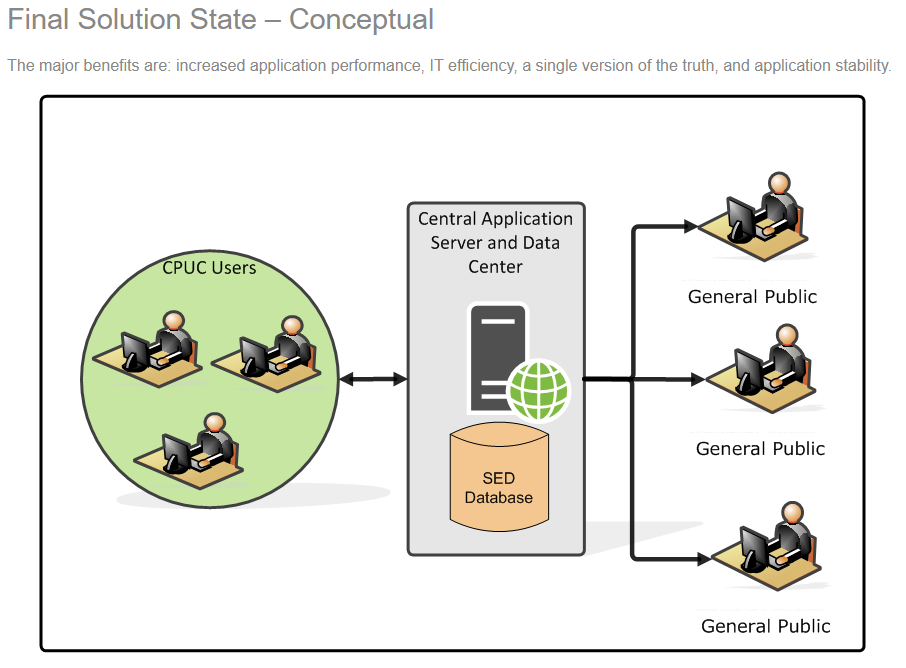 Final Solution State – Conceptual
The major benefits are: increased application performance, IT efficiency, a single version of the truth, and application stability.
CPUC Users
Central Application
Server and Data
Center
SED
Database
General Public
General Public
General Public